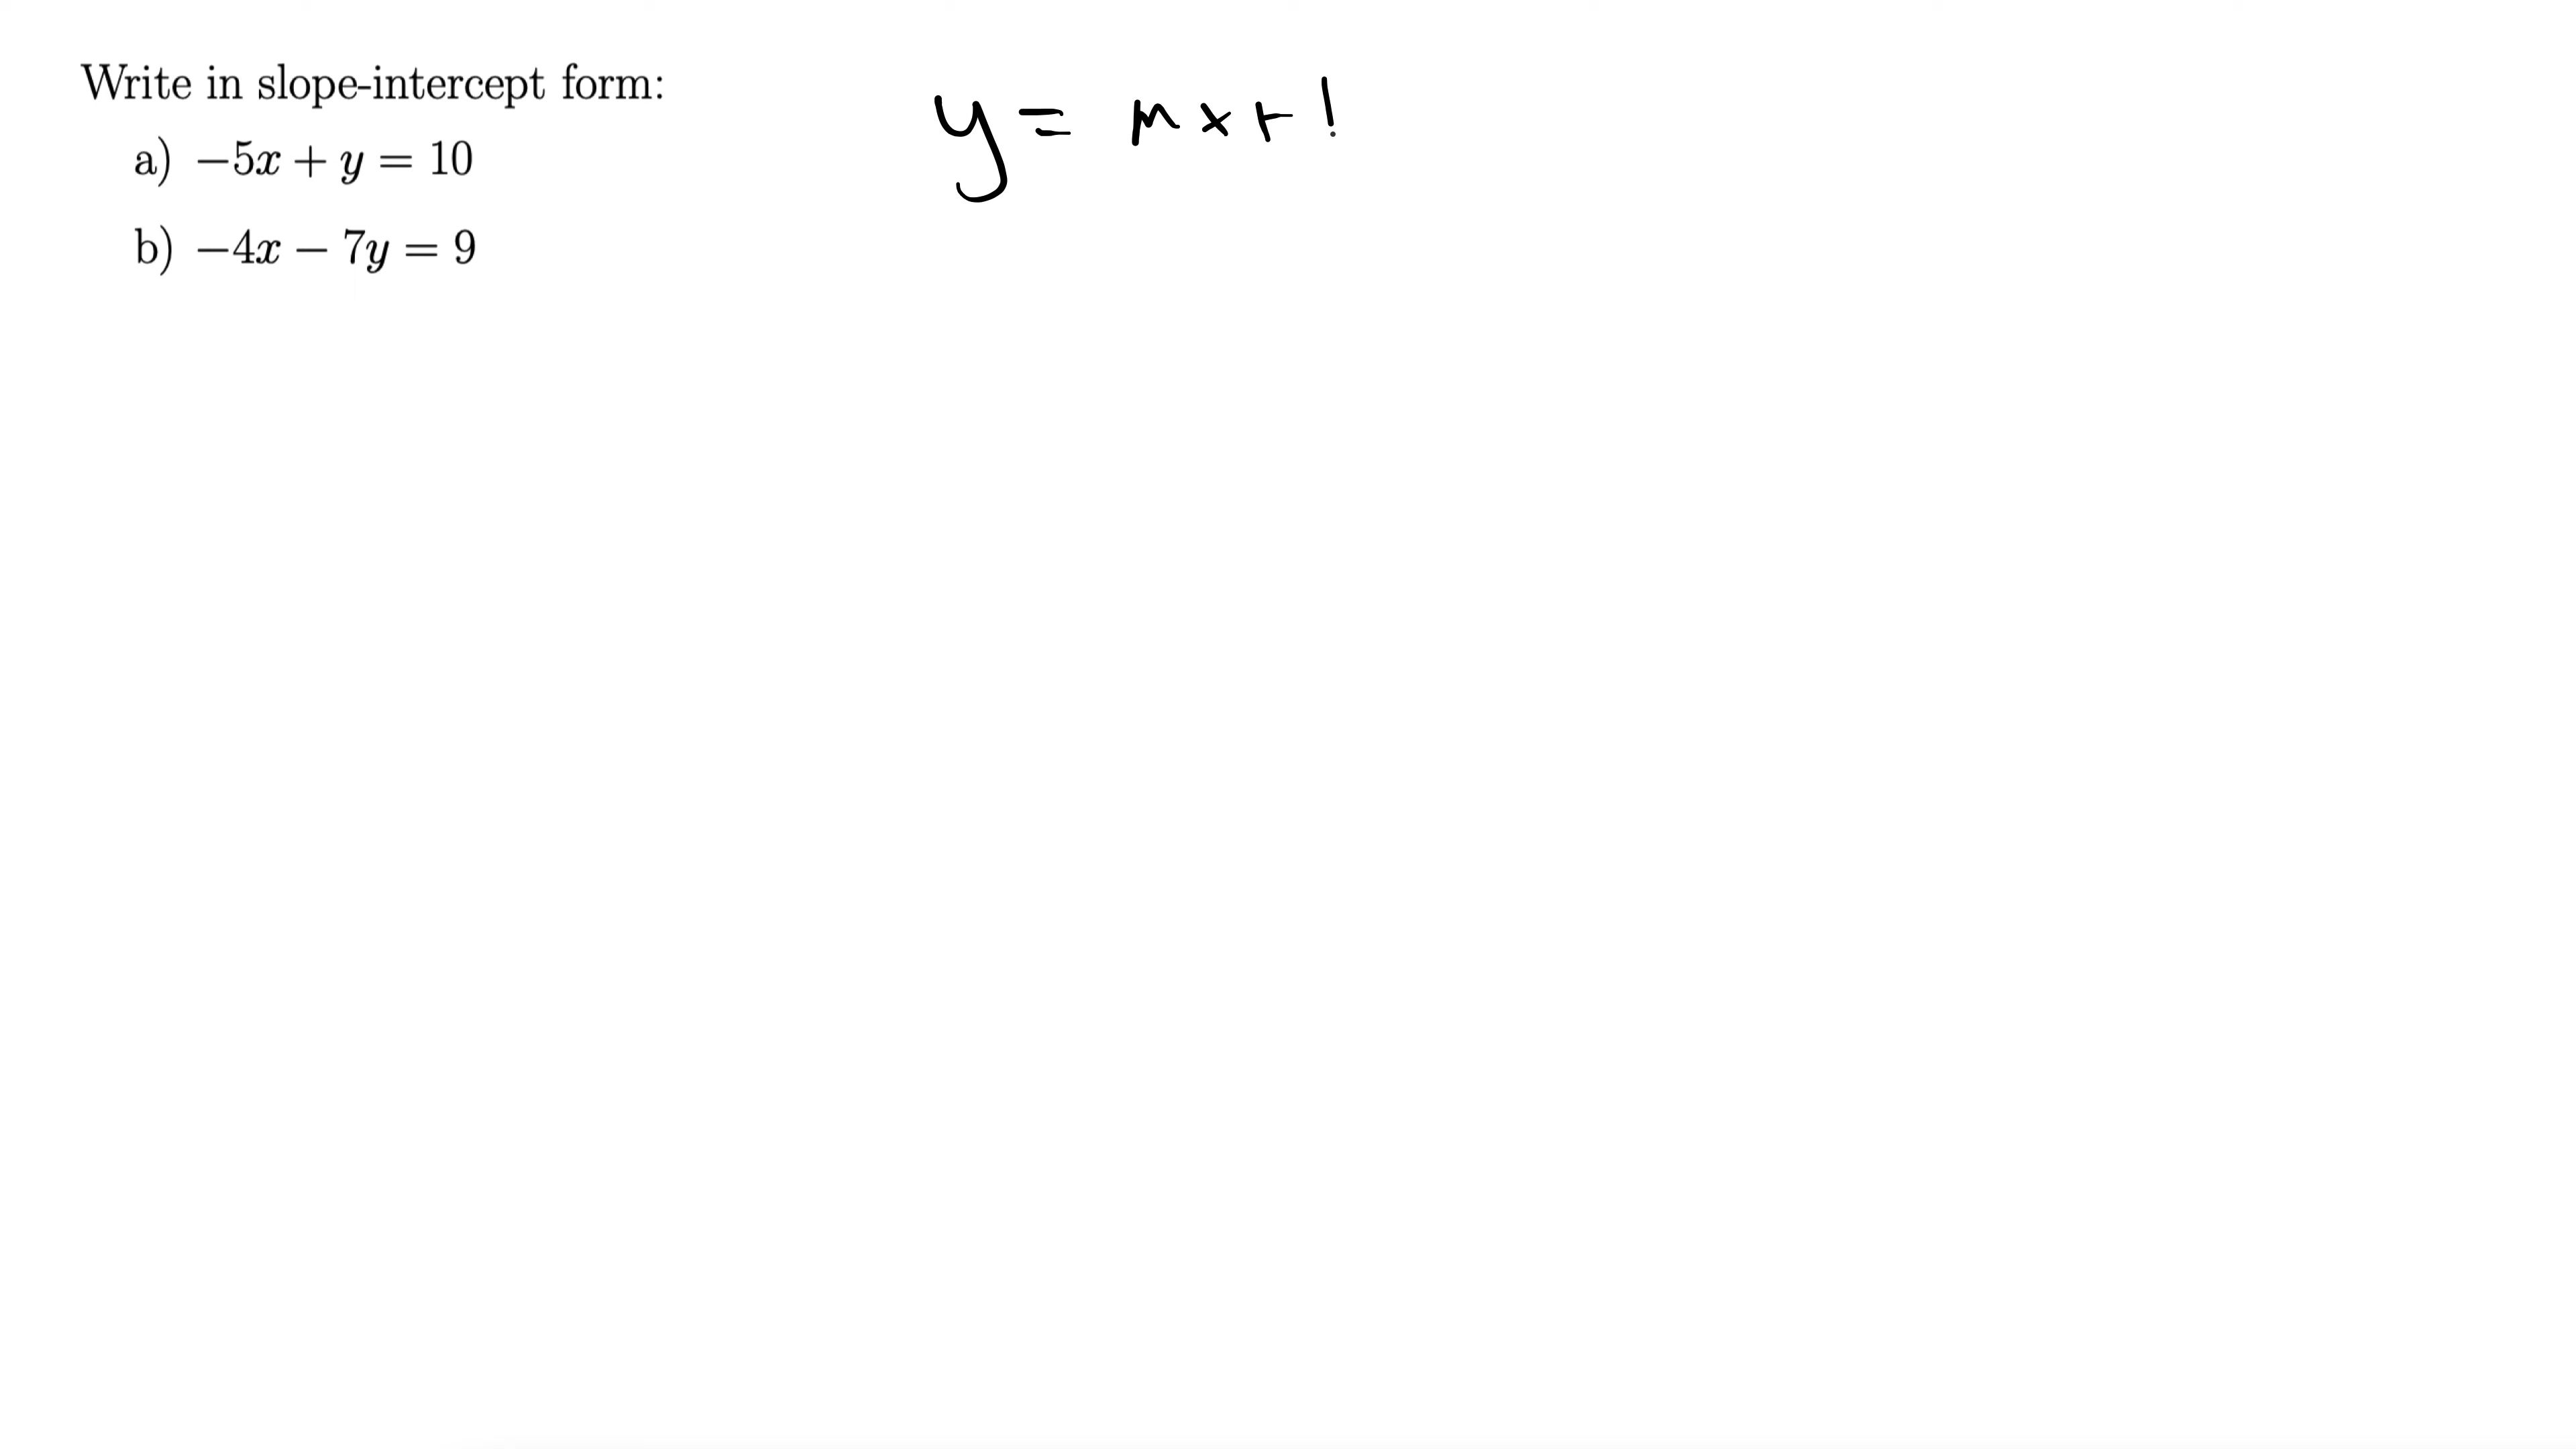 Write in slope-intercept form:
a) −5x + y = 10
b) −4x − 7y = 9
y = mx+